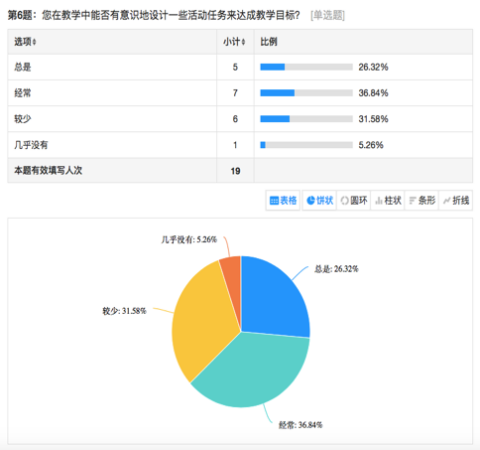 第6题：您在教学中能否有意识地设计一些活动任务来达成教学目标？ [单选题]
选项 小计 比例
总是 5 26.32%
经常 7 36.84%
较少 6 31.58%
几乎没有 1 5.26%
本题有效填写人次 19
表格 饼状 圆环 柱状 条形 折线
几乎没有: 5.26%
总是: 26.32%
较少: 31.58%
经常: 36.84%